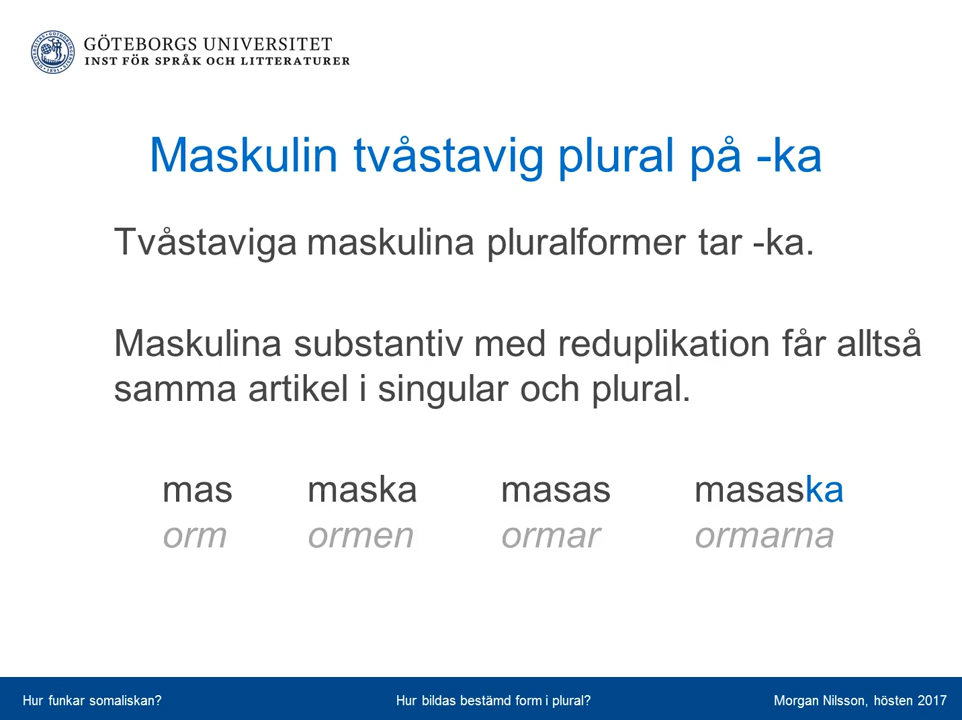 GÖTEBORGS UNIVERSITET
INST FÖR SPRÅK OCH LITTERATURER
Maskulin tvåstavig plural på -ka
Tvåstaviga maskulina pluralformer tar -ka.
Maskulina substantiv med reduplikation får alltså
samma artikel i singular och plural.
mas maska masas masaska
orm ormen ormar ormarna
Hur funkar somaliskan? Hur bildas bestämd form i plural? Morgan Nilsson, hösten 2017